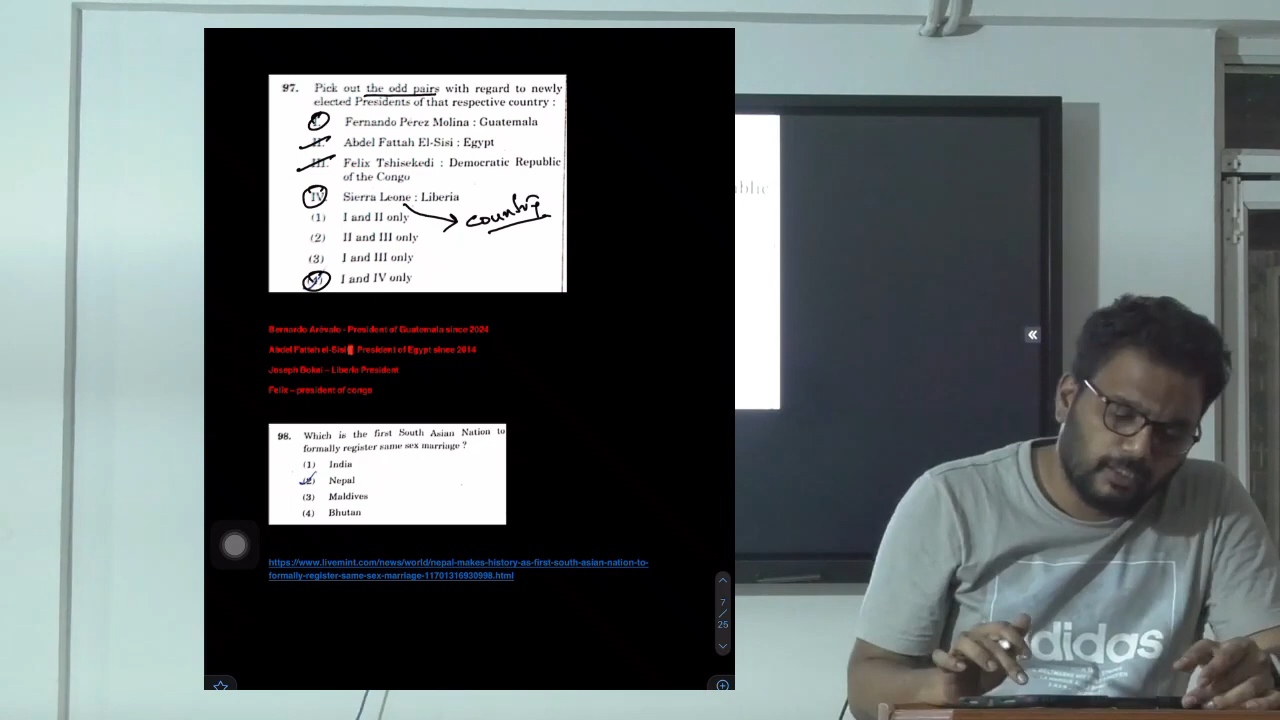 97. Pick out the odd pairs with regard to newly
elected Presidents of that respective country :
I. Fernando Perez Molina : Guatemala
II. Abdel Fattah El-Sisi : Egypt
III. Felix Tshisekedi : Democratic Republic
of the Congo
IV. Sierra Leone : Liberia
country
(1) I and II only
(2) II and III only
(3) I and III only
I and IV only
Bernardo Arévalo - President of Guatemala since 2024
Abdel Fattah el-Sisi President of Egypt since 2014
Joseph Bokai – Liberia President
Felix – president of congo
98. Which is the first South Asian Nation to
formally register same sex marriage ?
(1) India
(2) Nepal
(3) Maldives
(4) Bhutan
https://www.livemint.com/news/world/nepal-makes-history-as-first-south-asian-nation-to-
formally-register-same-sex-marriage-11701316930998.html
7
/
25
adidas